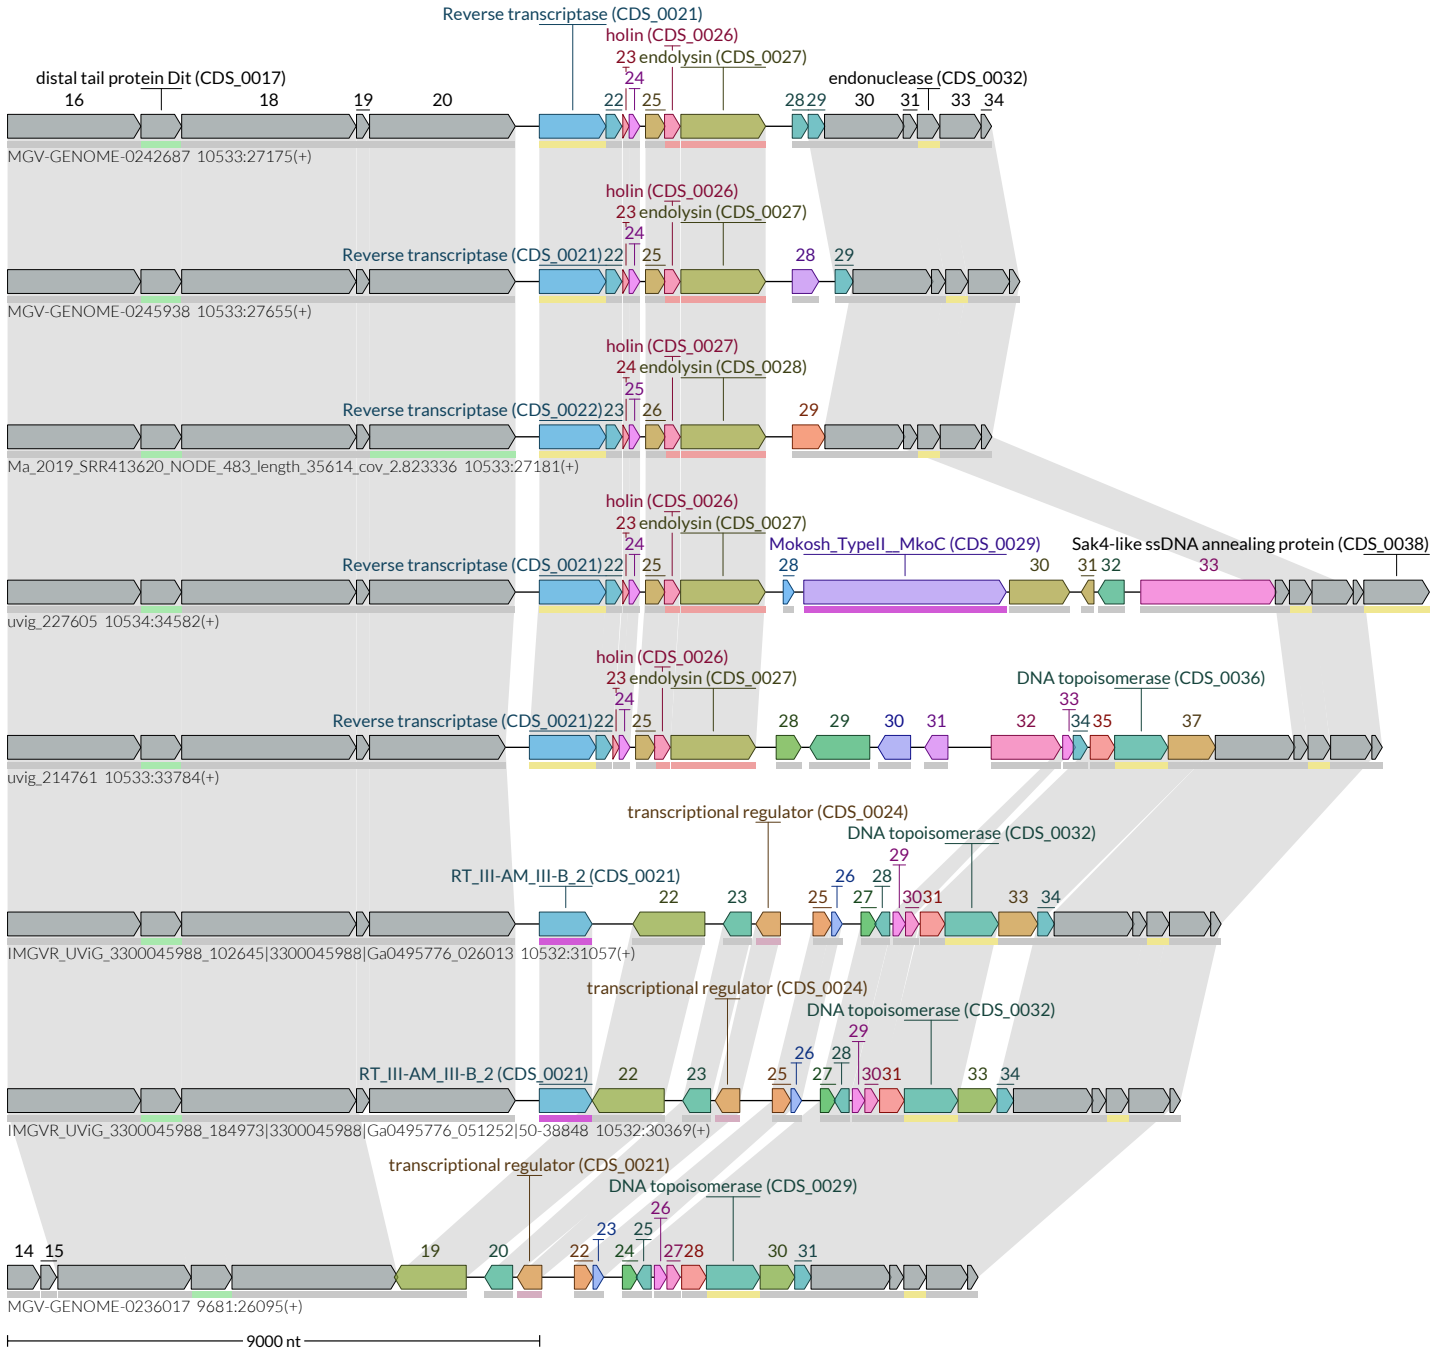 Reverse transcriptase (CDS_0021)
holin (CDS_0026)
23 endolysin (CDS_0027)
distal tail protein Dit (CDS_0017) 24 endonuclease (CDS_0032)
16 18 19 20 22 25 28 29 30 31 33 34
MGV-GENOME-0242687 10533:27175(+)
holin (CDS_0026)
23 endolysin (CDS_0027)
24
Reverse transcriptase (CDS_0021) 22 25 28 29
MGV-GENOME-0245938 10533:27655(+)
holin (CDS_0027)
24 endolysin (CDS_0028)
25
Reverse transcriptase (CDS_0022) 23 26 29
Ma_2019_SRR413620_NODE_483_length_35614_cov_2.823336 10533:27181(+)
holin (CDS_0026)
23 endolysin (CDS_0027)
24 Mokosh_TypeII__MkoC (CDS_0029) Sak4-like ssDNA annealing protein (CDS_0038)
Reverse transcriptase (CDS_0021) 22 25 28 30 31 32 33
uvig_227605 10534:34582(+)
holin (CDS_0026)
23 endolysin (CDS_0027) DNA topoisomerase (CDS_0036)
24 33
Reverse transcriptase (CDS_0021) 22 25 28 29 30 31 32 34 35 37
uvig_214761 10533:33784(+)
transcriptional regulator (CDS_0024)
DNA topoisomerase (CDS_0032)
29
RT_III-AM_III-B_2 (CDS_0021) 26 28
22 23 25 27 30 31 33 34
IMGVR_UViG_3300045988_102645|3300045988|Ga0495776_026013 10532:31057(+)
transcriptional regulator (CDS_0024)
DNA topoisomerase (CDS_0032)
29
26 28
RT_III-AM_III-B_2 (CDS_0021) 22 23 25 27 30 31 33 34
IMGVR_UViG_3300045988_184973|3300045988|Ga0495776_051252|50-38848 10532:30369(+)
transcriptional regulator (CDS_0021)
DNA topoisomerase (CDS_0029)
26
23 25
14 15 19 20 22 24 27 28 30 31
MGV-GENOME-0236017 9681:26095(+)
9000 nt